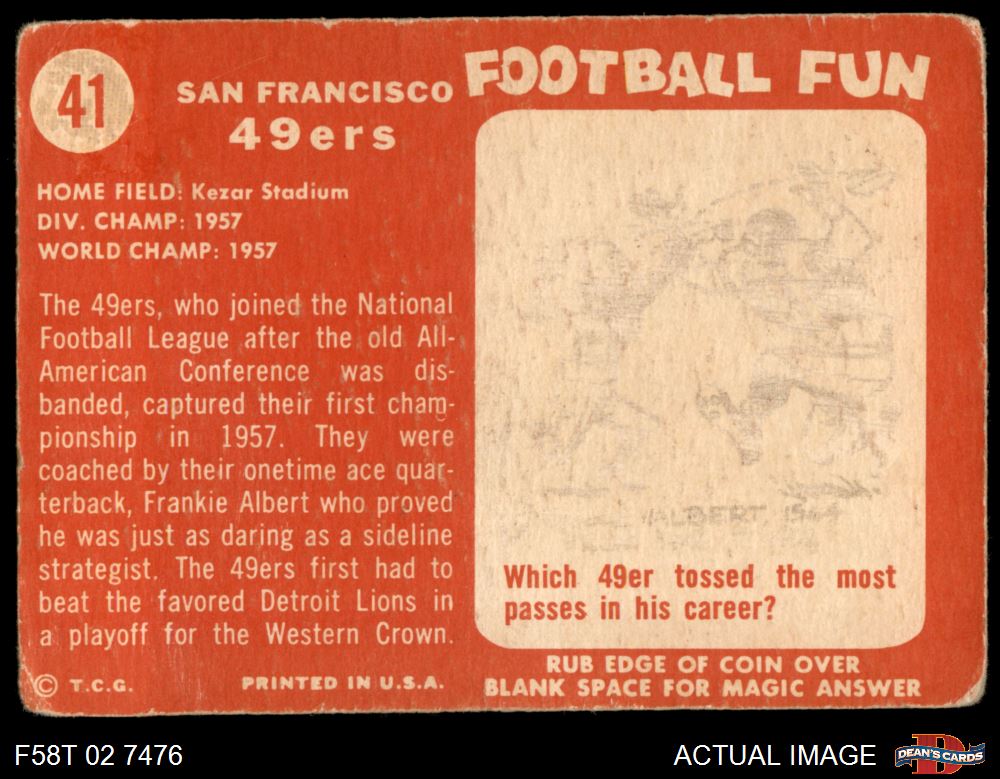 41
SAN FRANCISCO
49ers
HOME FIELD: Kezar Stadium
DIV. CHAMP: 1957
WORLD CHAMP: 1957
The 49ers, who joined the National
Football League after the old All-
American Conference was dis-
banded, captured their first cham-
pionship in 1957. They were
coached by their onetime ace quar-
terback, Frankie Albert who proved
he was just as daring as a sideline
strategist. The 49ers first had to
beat the favored Detroit Lions in
a playoff for the Western Crown.
© T.C.G.
PRINTED IN U.S.A.
FOOTBALL FUN
ALBERT
Which 49er tossed the most
passes in his career?
RUB EDGE OF COIN OVER
BLANK SPACE FOR MAGIC ANSWER
F58T 02 7476
ACTUAL IMAGE
DEAN'S CARDS